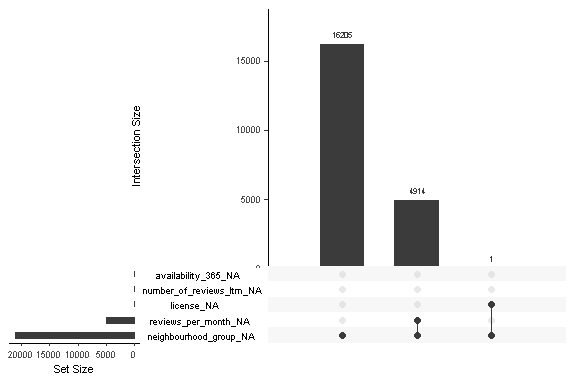 16205
15000
Intersection Size
10000
4914
5000
1
0
availability_365_NA
number_of_reviews_ltm_NA
license_NA
reviews_per_month_NA
neighbourhood_group_NA
20000 15000 10000 5000 0
Set Size